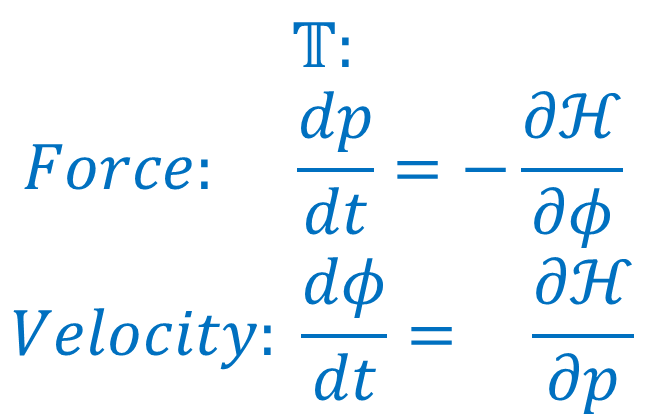 𝕋:
Force: dp/dt = − ∂ℋ/∂ϕ
Velocity: dϕ/dt = ∂ℋ/∂p